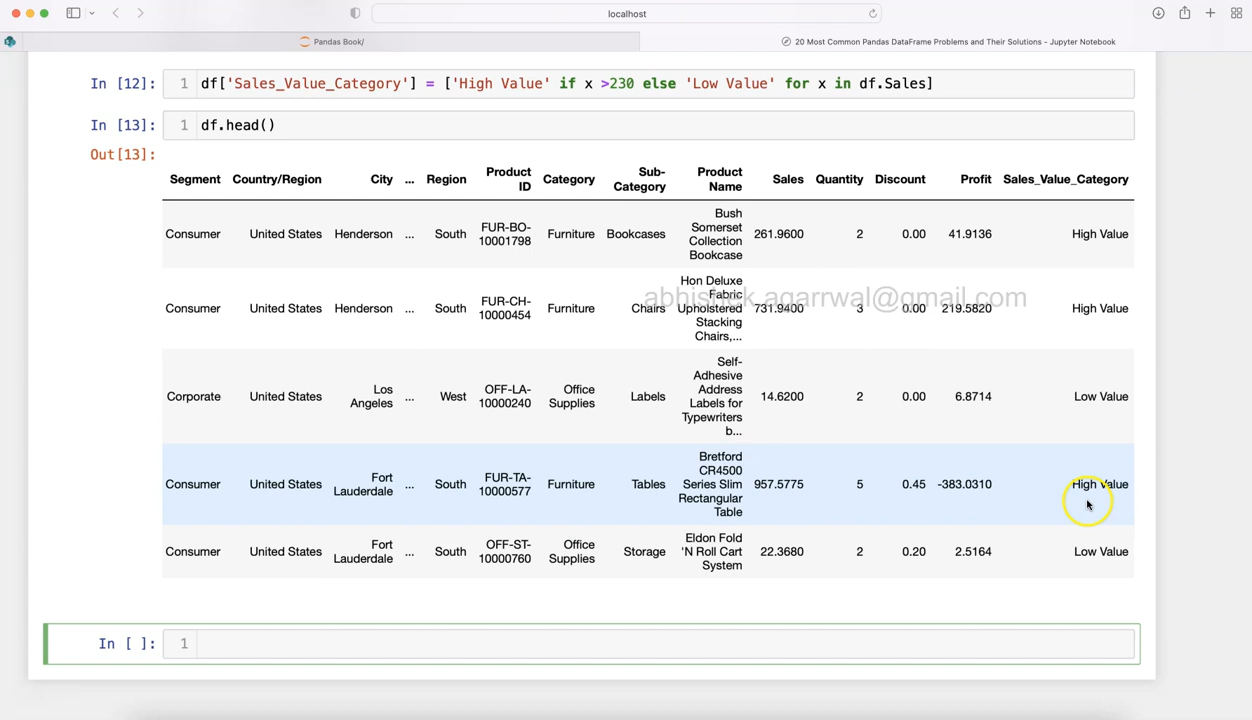 localhost
Pandas Book/
20 Most Common Pandas DataFrame Problems and Their Solutions - Jupyter Notebook
In [12]: 1 df['Sales_Value_Category'] = ['High Value' if x >230 else 'Low Value' for x in df.Sales]
In [13]: 1 df.head()
Out[13]:
Segment Country/Region City ... Region Product ID Category Sub-Category Product Name Sales Quantity Discount Profit Sales_Value_Category
Consumer United States Henderson ... South FUR-BO-10001798 Furniture Bookcases Bush Somerset Collection Bookcase 261.9600 2 0.00 41.9136 High Value
abhishek.agarrwal@gmail.com
Consumer United States Henderson ... South FUR-CH-10000454 Furniture Chairs Hon Deluxe Fabric Upholstered Stacking Chairs,... 731.9400 3 0.00 219.5820 High Value
Corporate United States Los Angeles ... West OFF-LA-10000240 Office Supplies Labels Self-Adhesive Address Labels for Typewriters b... 14.6200 2 0.00 6.8714 Low Value
Consumer United States Fort Lauderdale ... South FUR-TA-10000577 Furniture Tables Bretford CR4500 Series Slim Rectangular Table 957.5775 5 0.45 -383.0310 High Value
Consumer United States Fort Lauderdale ... South OFF-ST-10000760 Office Supplies Storage Eldon Fold 'N Roll Cart System 22.3680 2 0.20 2.5164 Low Value
In [ ]: 1